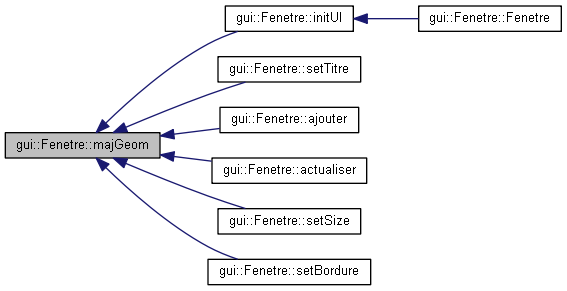 gui::Fenetre::initUI
gui::Fenetre::Fenetre
gui::Fenetre::setTitre
gui::Fenetre::ajouter
gui::Fenetre::majGeom
gui::Fenetre::actualiser
gui::Fenetre::setSize
gui::Fenetre::setBordure